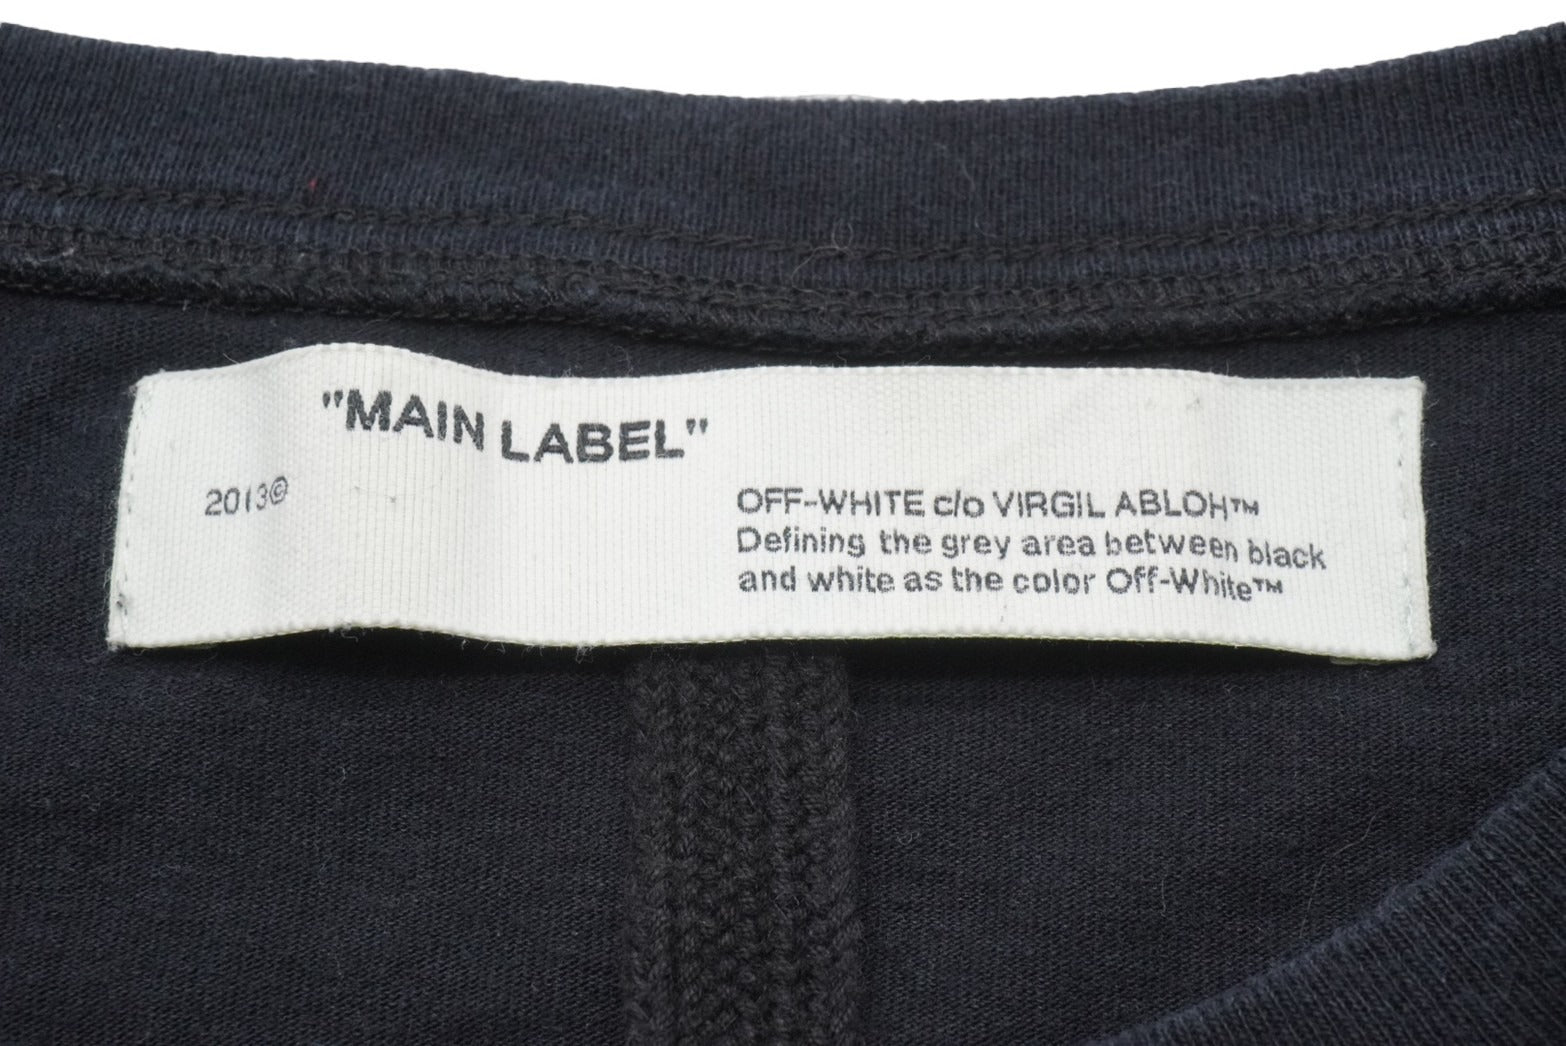 "MAIN LABEL"
2013©
OFF-WHITE c/o VIRGIL ABLOH™
Defining the grey area between black
and white as the color Off-White™